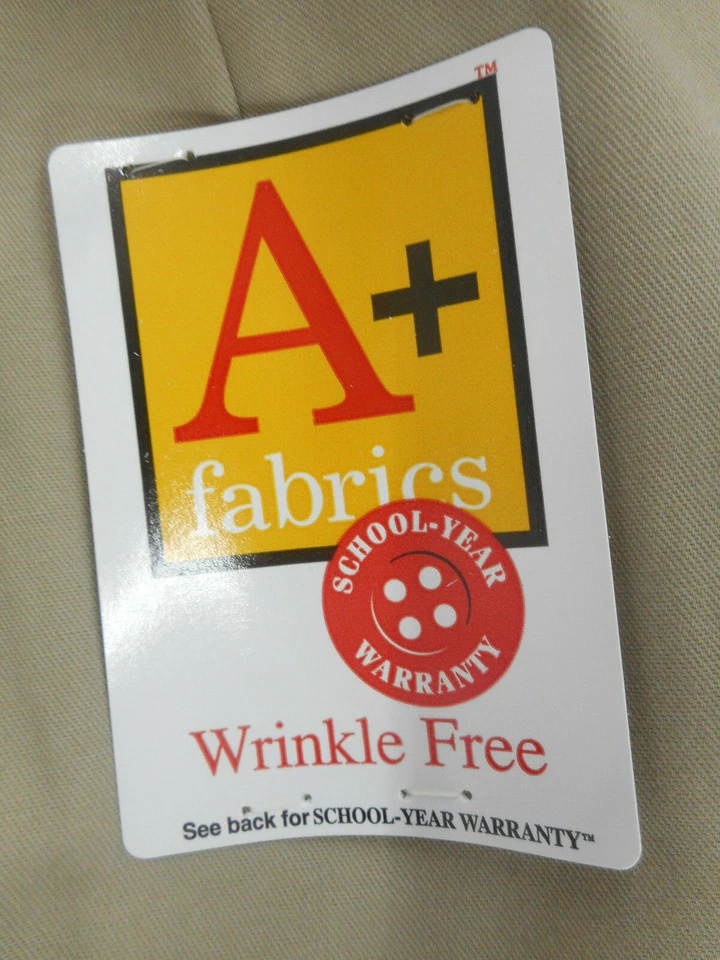 ™
A+
fabrics
SCHOOL-YEAR
WARRANTY
Wrinkle Free
See back for SCHOOL-YEAR WARRANTY™